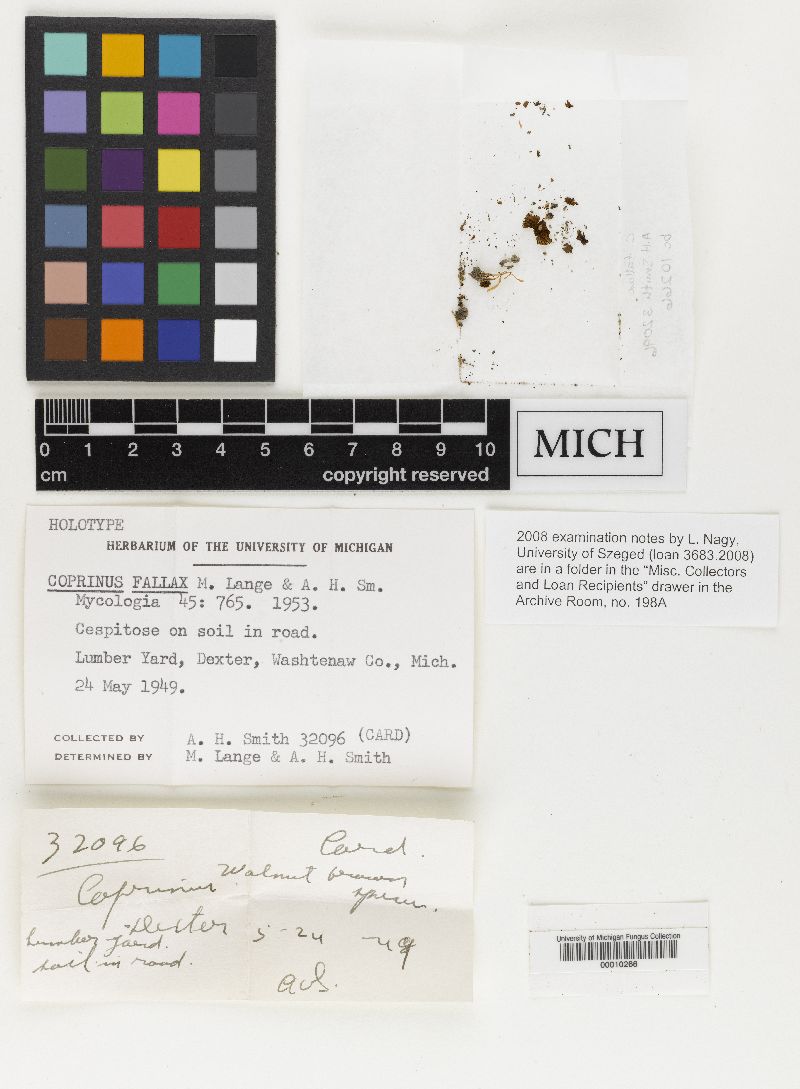 0 1 2 3 4 5 6 7 8 9 10
cm
copyright reserved
MICH
HOLOTYPE
HERBARIUM OF THE UNIVERSITY OF MICHIGAN
COPRINUS FALLAX M. Lange & A. H. Sm.
Mycologia 45: 765. 1953.
Cespitose on soil in road.
Lumber Yard, Dexter, Washtenaw Co., Mich.
24 May 1949.
COLLECTED BY A. H. Smith 32096 (CARD)
DETERMINED BY M. Lange & A. H. Smith
2008 examination notes by L. Nagy,
University of Szeged (loan 3683.2008)
are in a folder in the "Misc. Collectors
and Loan Recipients" drawer in the
Archive Room, no. 198A
32096 Card.
Coprinus Walnut brown
spores.
Dexter 5-24-49
lumber yard.
soil in road.
AHS.
University of Michigan Fungus Collection
00010266